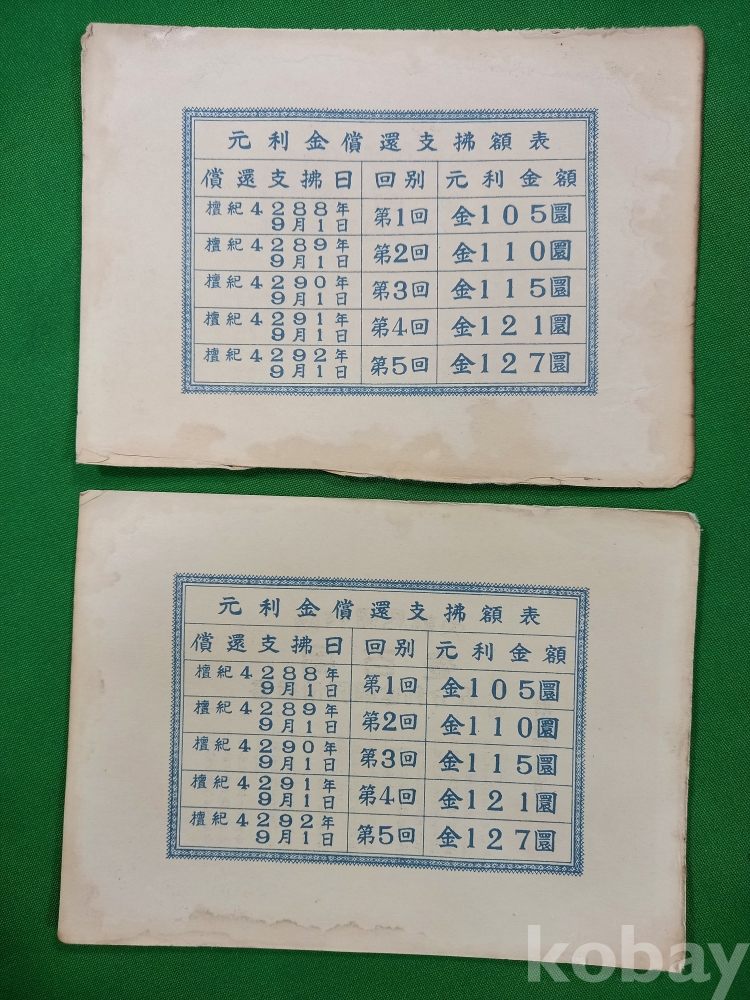 元利金償還支拂額表
償還支拂日 回別 元利金額
檀紀4288年9月1日 第1回 金105圜
檀紀4289年9月1日 第2回 金110圜
檀紀4290年9月1日 第3回 金115圜
檀紀4291年9月1日 第4回 金121圜
檀紀4292年9月1日 第5回 金127圜
元利金償還支拂額表
償還支拂日 回別 元利金額
檀紀4288年9月1日 第1回 金105圜
檀紀4289年9月1日 第2回 金110圜
檀紀4290年9月1日 第3回 金115圜
檀紀4291年9月1日 第4回 金121圜
檀紀4292年9月1日 第5回 金127圜
kobay